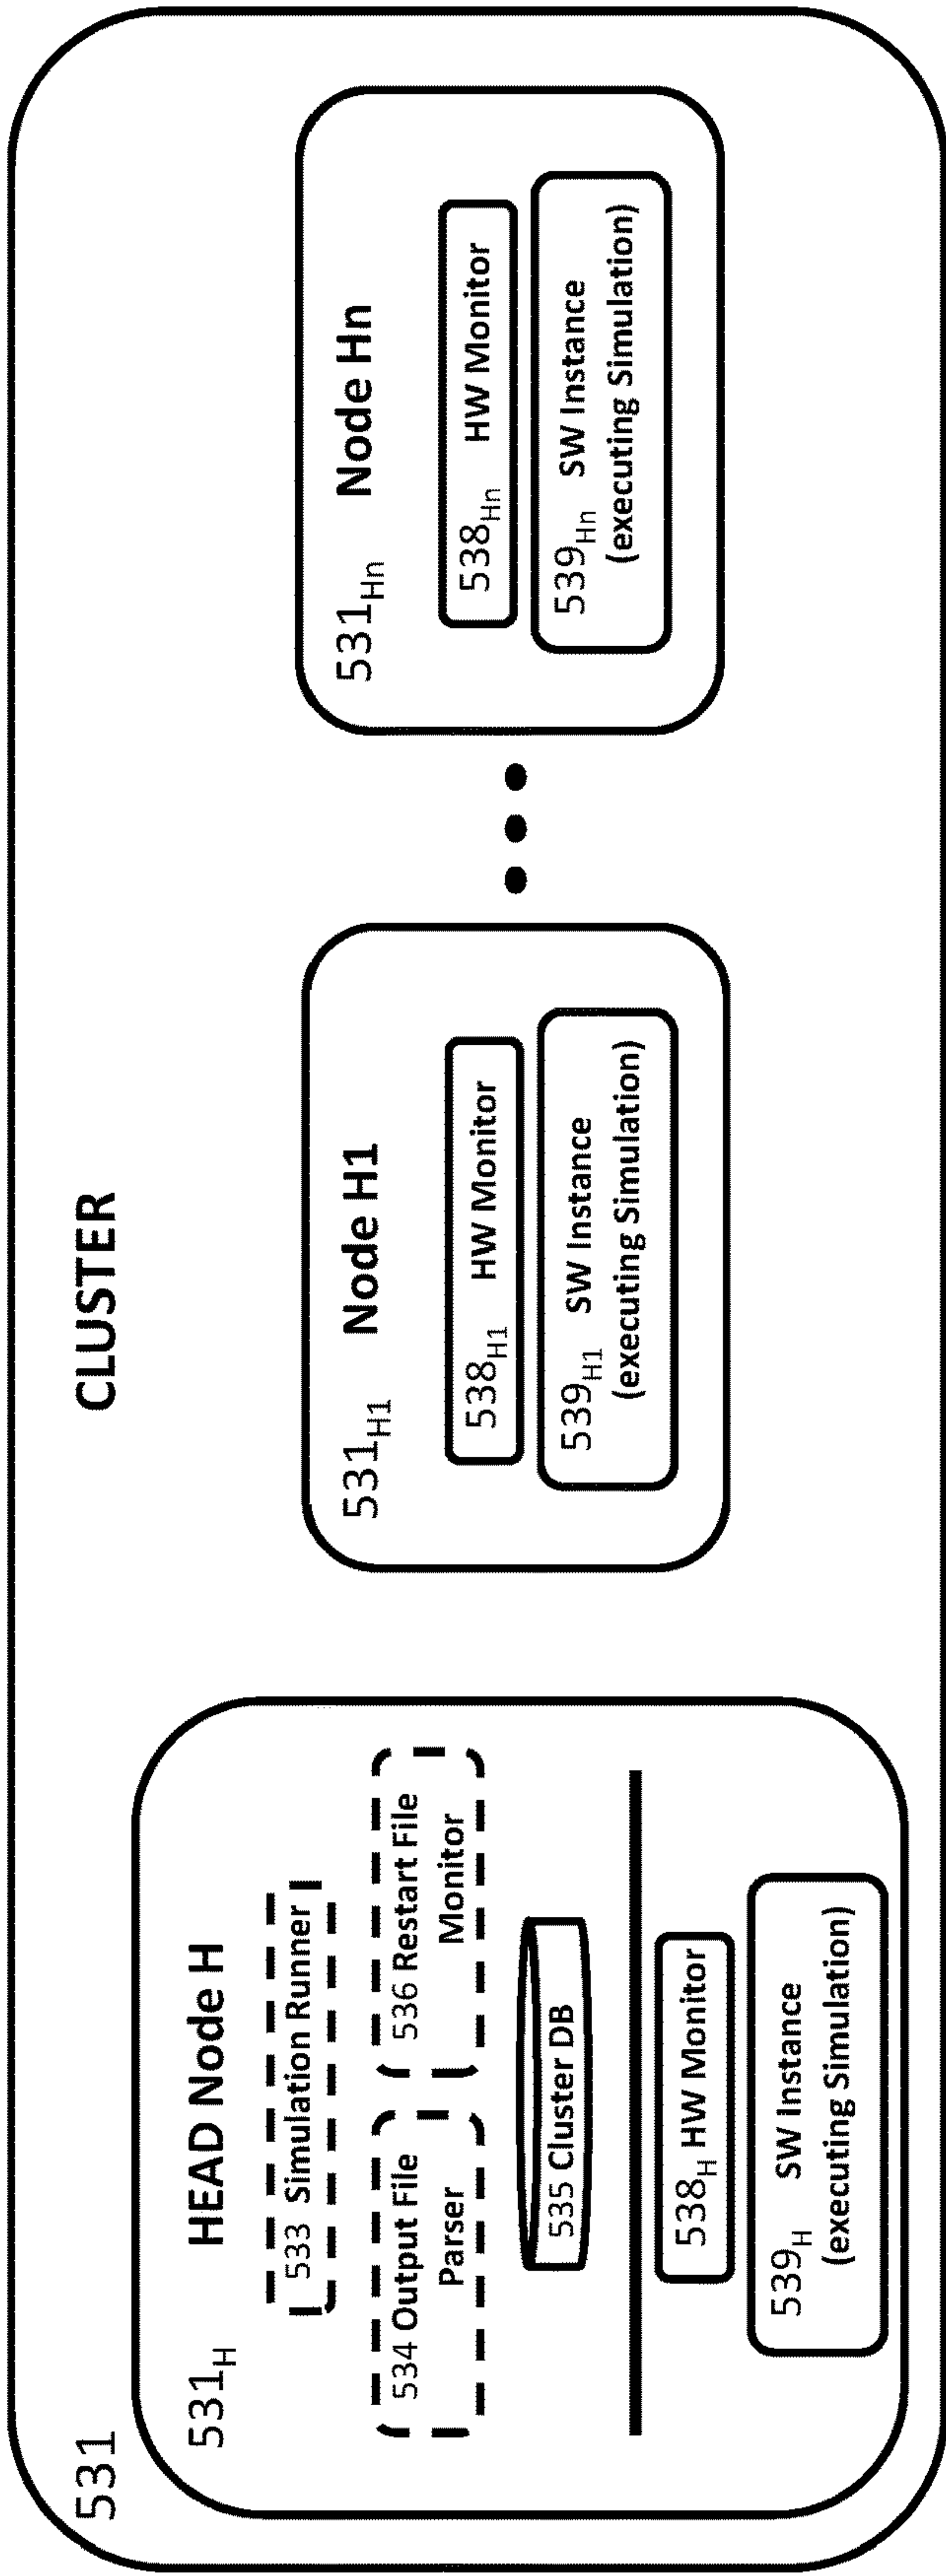 531
CLUSTER
531H HEAD Node H
533 Simulation Runner
534 Output File
Parser
536 Restart File
Monitor
535 Cluster DB
538H HW Monitor
539H SW Instance
(executing Simulation)
531H1 Node H1
538H1 HW Monitor
539H1 SW Instance
(executing Simulation)
531Hn Node Hn
538Hn HW Monitor
539Hn SW Instance
(executing Simulation)